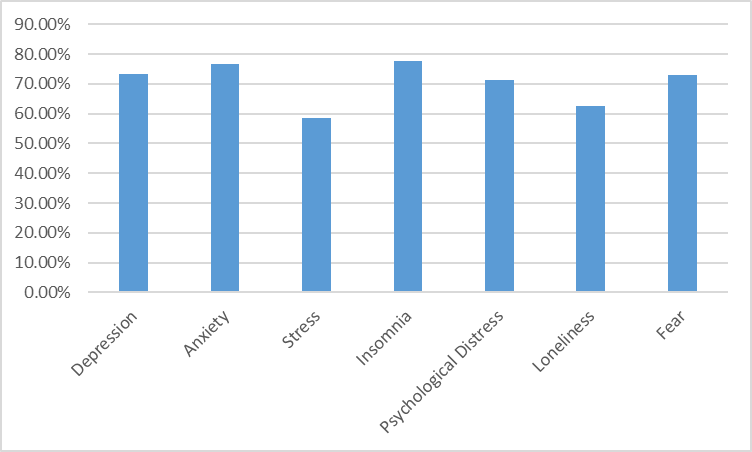 90.00%
80.00%
70.00%
60.00%
50.00%
40.00%
30.00%
20.00%
10.00%
0.00%
Depression
Anxiety
Stress
Insomnia
Psychological Distress
Loneliness
Fear